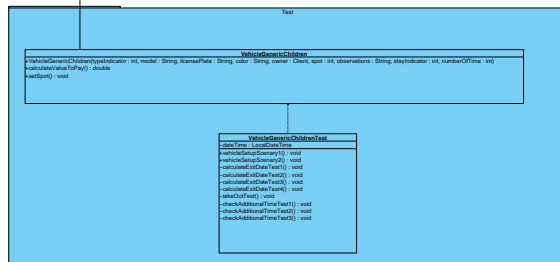 Test
VehicleGenericChildren
+VehicleGenericChildren(typeIndicator : int, model : String, licensePlate : String, color : String, owner : Client, spot : int, observations : String, stayIndicator : int, numberOfTime : int)
+calculateValueToPay() : double
+setSpot() : void
VehicleGenericChildrenTest
-dateTime : LocalDateTime
+vehicleSetupScenary1() : void
+vehicleSetupScenary2() : void
-calculateExitDateTest1() : void
-calculateExitDateTest2() : void
-calculateExitDateTest3() : void
-calculateExitDateTest4() : void
-takeOutTest() : void
-checkAdditionalTimeTest1() : void
-checkAdditionalTimeTest2() : void
-checkAdditionalTimeTest3() : void